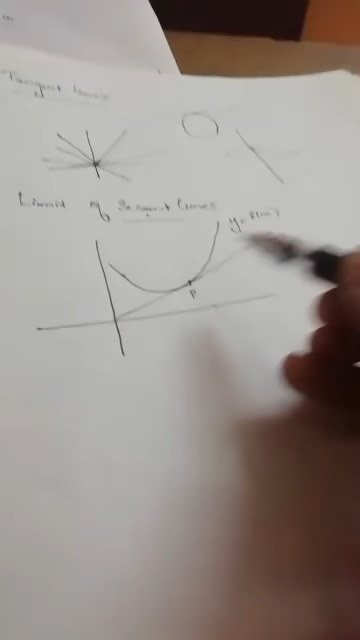 Tangent lines
Limit of Secant lines
y = f(x)
P